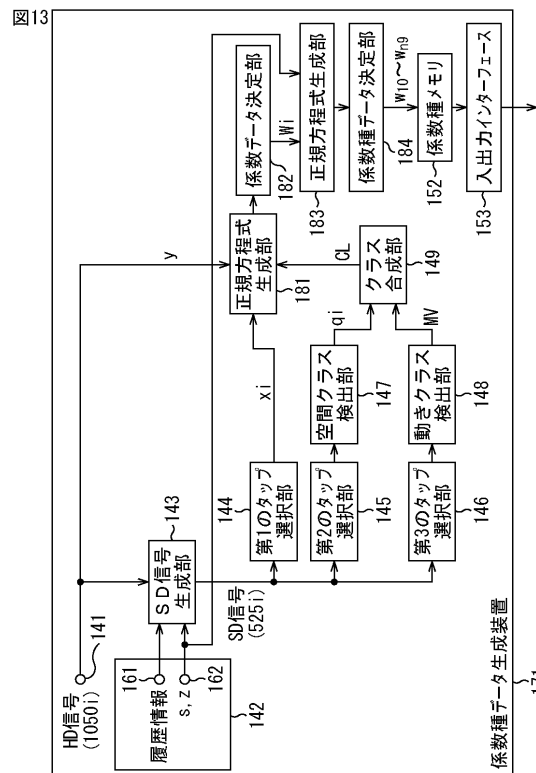 図13
HD信号
(1050i)
141
履歴情報
161
s, z
162
142
SD信号
生成部
143
SD信号
(525i)
第1のタップ
選択部
144
第2のタップ
選択部
145
第3のタップ
選択部
146
xi
空間クラス
検出部
147
動きクラス
検出部
148
qi
MV
クラス
合成部
149
CL
y
正規方程式
生成部
181
係数データ決定部
182
Wi
正規方程式生成部
183
係数種データ決定部
184
w10～wn9
係数種メモリ
152
入出力インターフェース
153
係数種データ生成装置
171